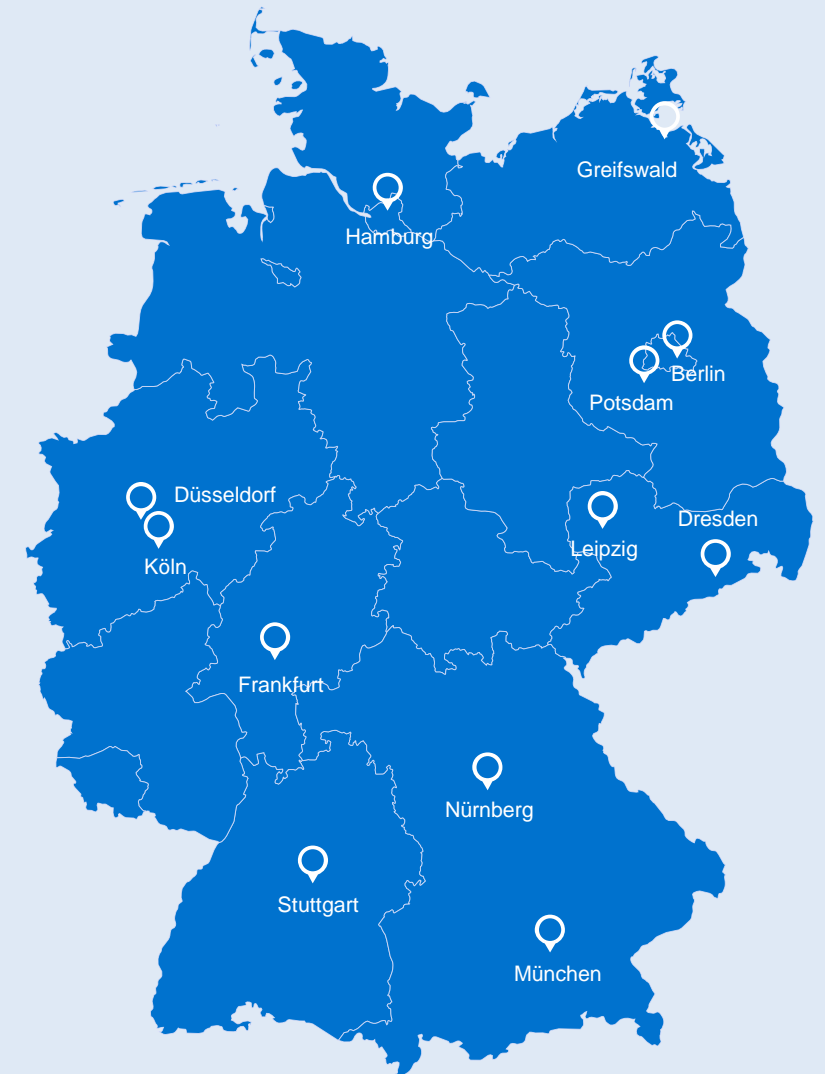 Greifswald
Hamburg
Berlin
Potsdam
Düsseldorf
Dresden
Leipzig
Köln
Frankfurt
Nürnberg
Stuttgart
München